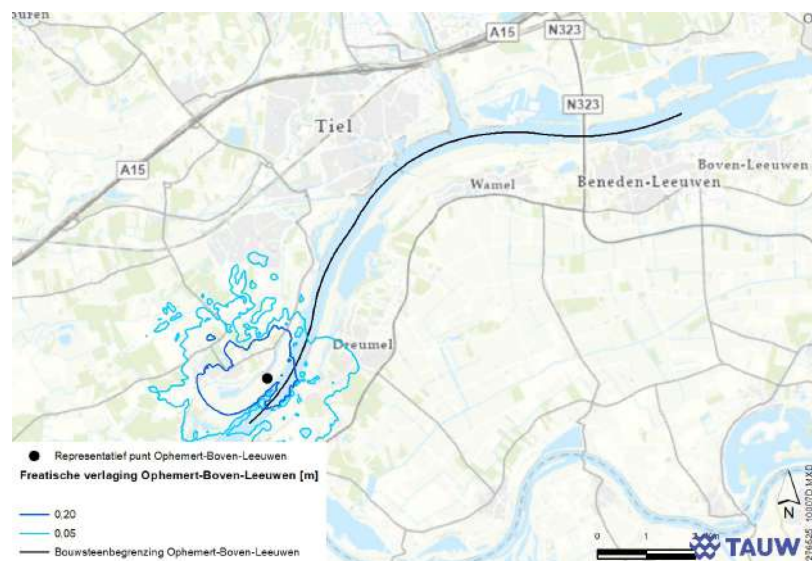 A15
N323
Tiel
N323
A15
Boven-Leeuwen
Wamel
Beneden-Leeuwen
Dreumel
Representatief punt Ophemert-Boven-Leeuwen
Freatische verlaging Ophemert-Boven-Leeuwen [m]
0,20
0,05
Bouwsteenbegrenzing Ophemert-Boven-Leeuwen
N
0 1
TAUW